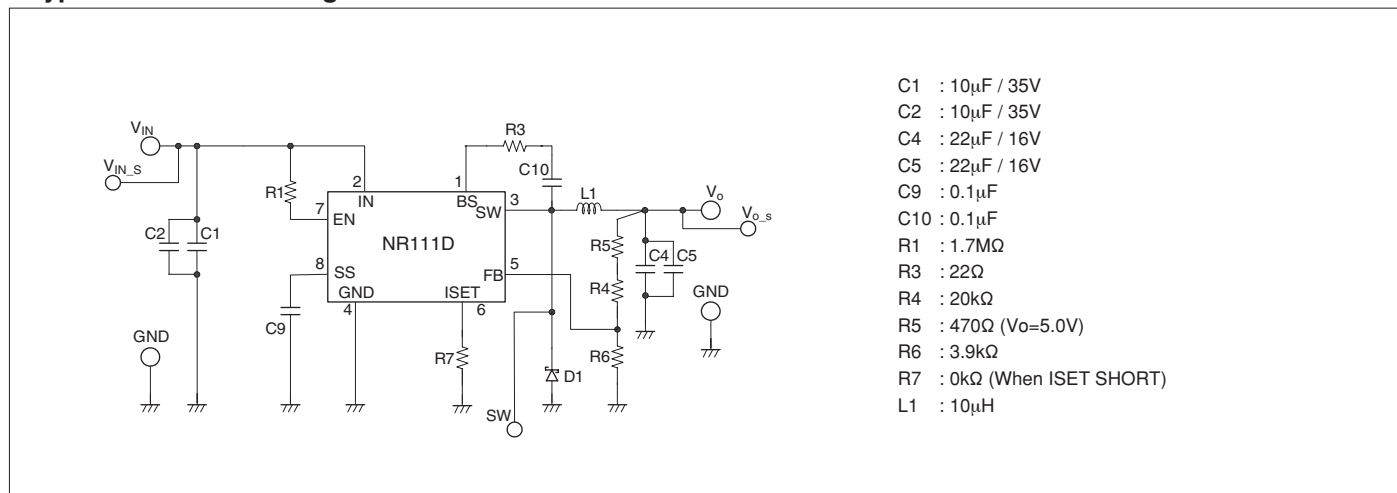 V_IN
V_IN_S
R3
C10
1
BS
2
IN
R1
7
EN
SW
3
L1
V_o
V_o_s
C2
C1
NR111D
R5
C4
C5
8
SS
FB
5
R4
GND
4
ISET
6
GND
C9
GND
R7
R6
D1
SW
C1 : 10μF / 35V
C2 : 10μF / 35V
C4 : 22μF / 16V
C5 : 22μF / 16V
C9 : 0.1μF
C10 : 0.1μF
R1 : 1.7MΩ
R3 : 22Ω
R4 : 20kΩ
R5 : 470Ω (Vo=5.0V)
R6 : 3.9kΩ
R7 : 0kΩ (When ISET SHORT)
L1 : 10μH